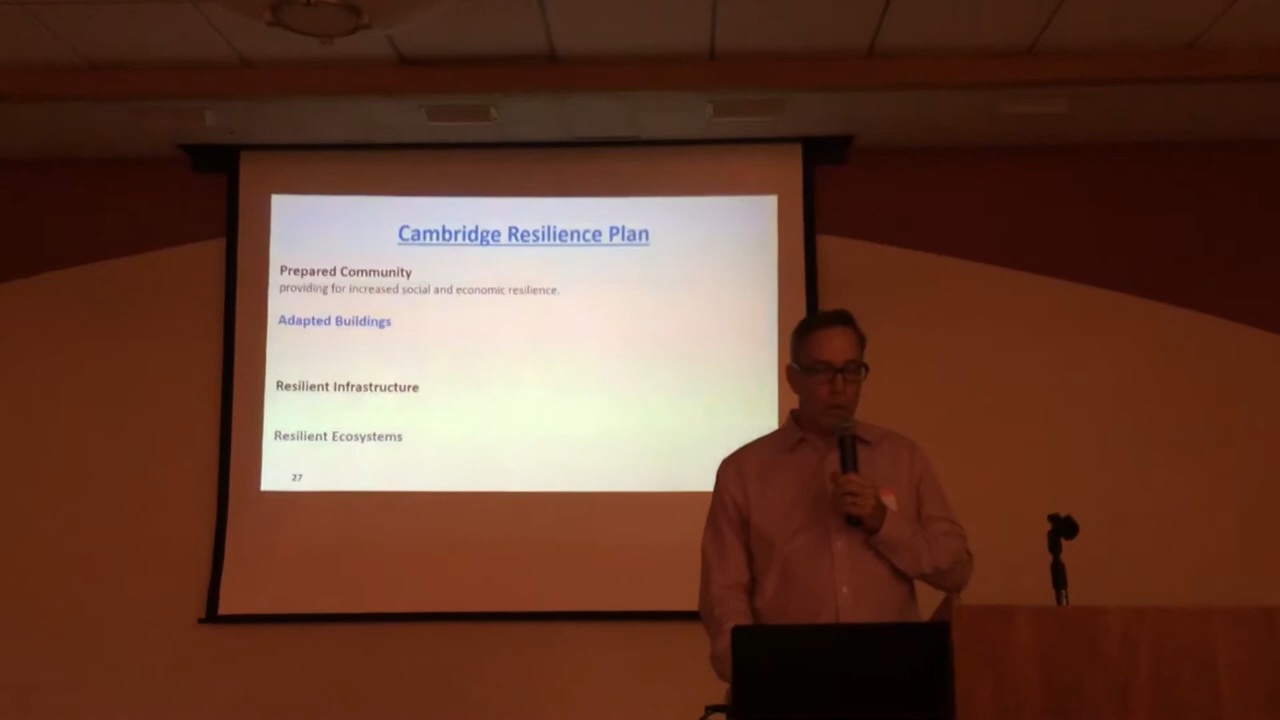 Cambridge Resilience Plan
Prepared Community
providing for increased social and economic resilience.
Adapted Buildings
Resilient Infrastructure
Resilient Ecosystems
27